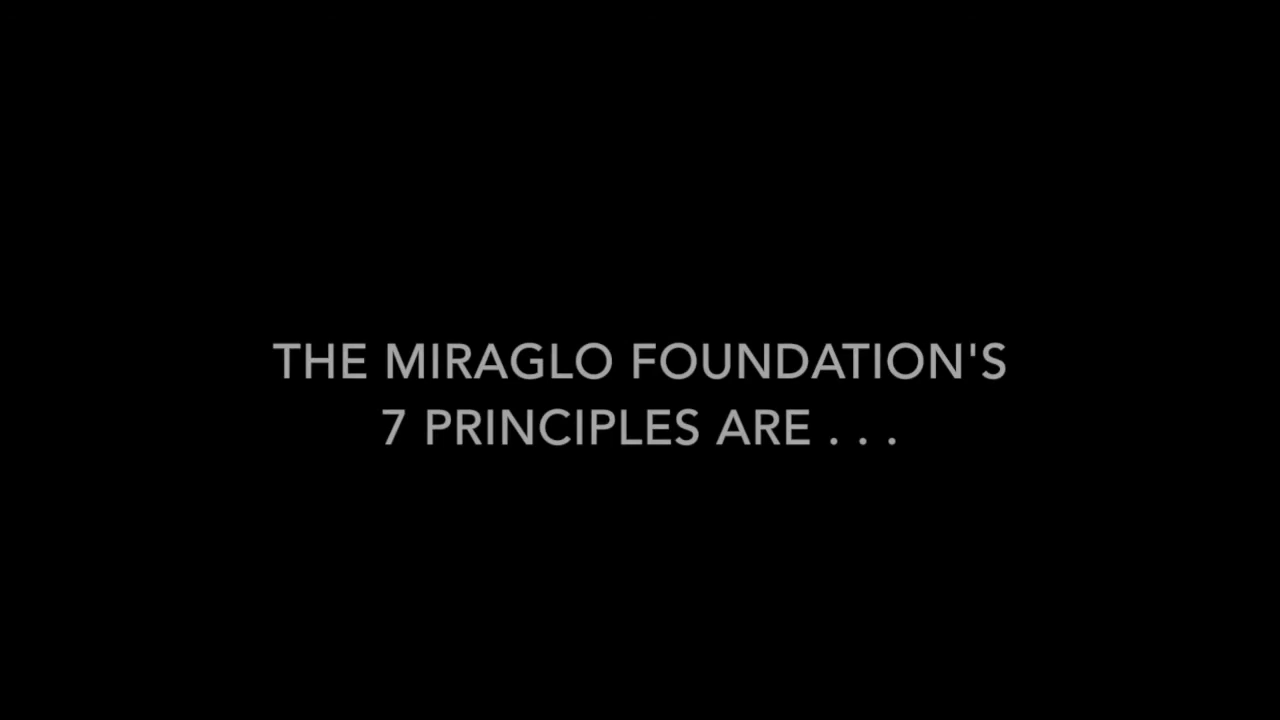 THE MIRAGLO FOUNDATION'S
7 PRINCIPLES ARE . . .